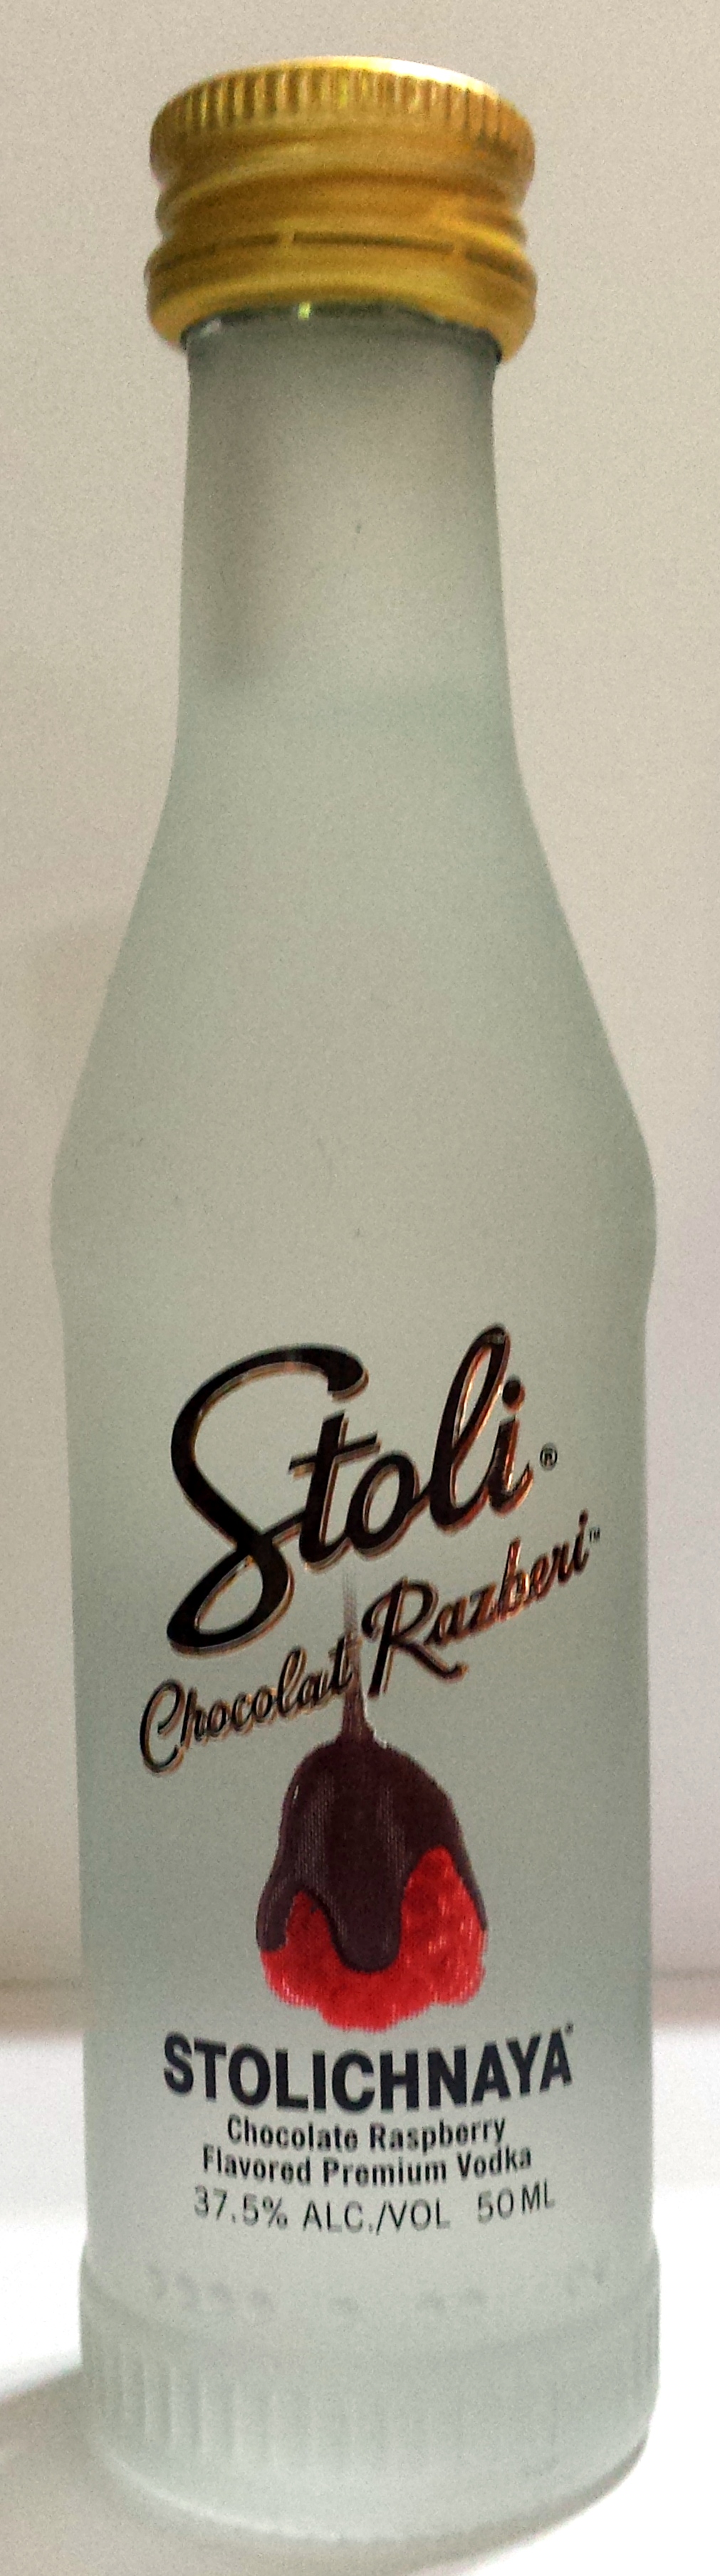 Stoli®
Chocolat Razberi™
STOLICHNAYA®
Chocolate Raspberry
Flavored Premium Vodka
37.5% ALC./VOL 50ML